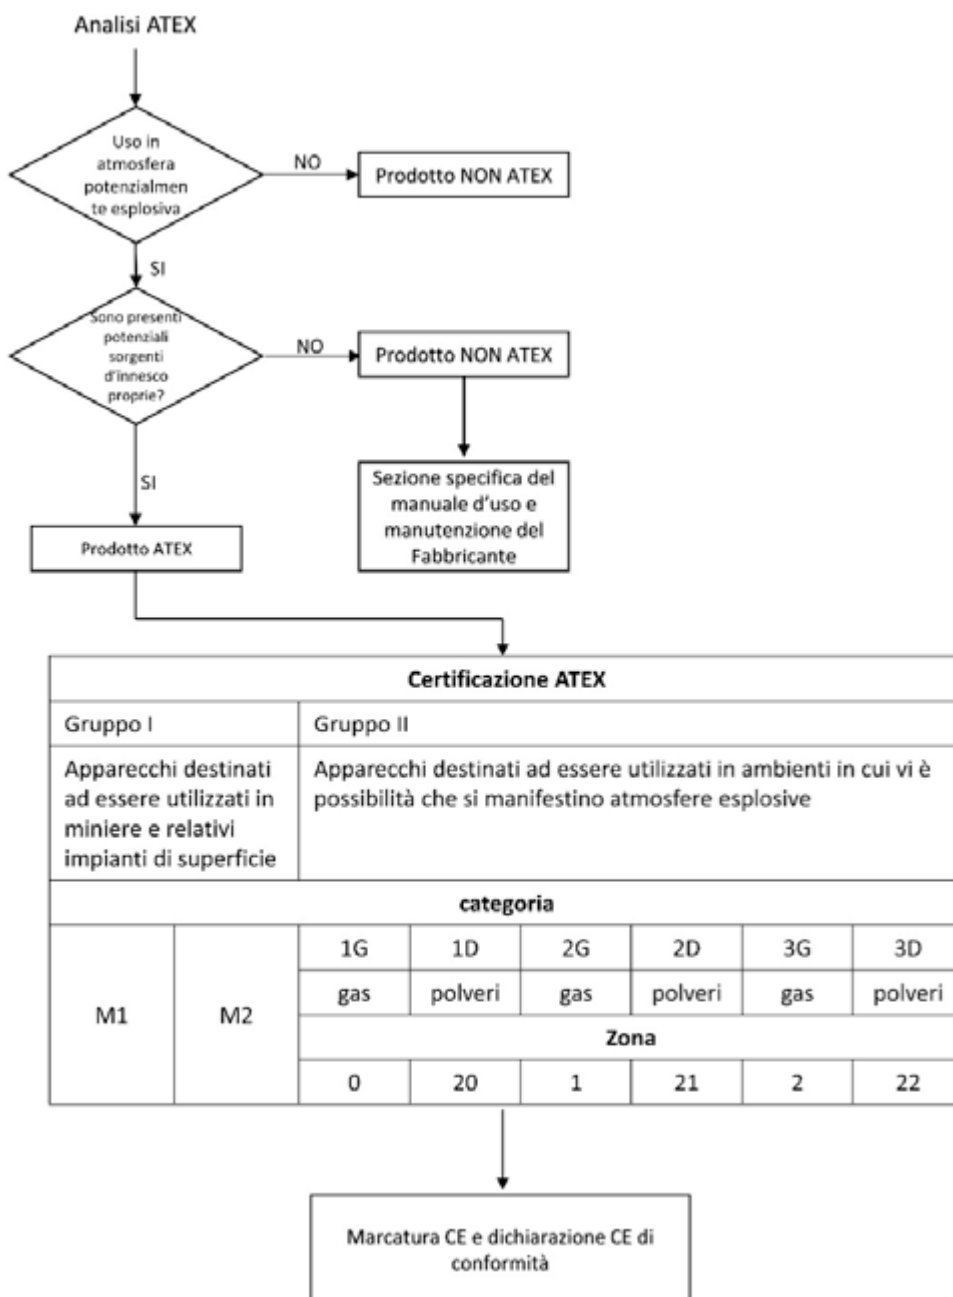 Analisi ATEX
Uso in
atmosfera
potenzialmen
te esplosiva
NO
Prodotto NON ATEX
SI
Sono presenti
potenziali
sorgenti
d'innesco
proprie?
NO
Prodotto NON ATEX
SI
Sezione specifica del
manuale d'uso e
manutenzione del
Fabbricante
Prodotto ATEX
Certificazione ATEX
Gruppo I
Gruppo II
Apparecchi destinati
ad essere utilizzati in
miniere e relativi
impianti di superficie
Apparecchi destinati ad essere utilizzati in ambienti in cui vi è
possibilità che si manifestino atmosfere esplosive
categoria
M1 M2
1G 1D 2G 2D 3G 3D
gas polveri gas polveri gas polveri
Zona
0 20 1 21 2 22
Marcatura CE e dichiarazione CE di
conformità